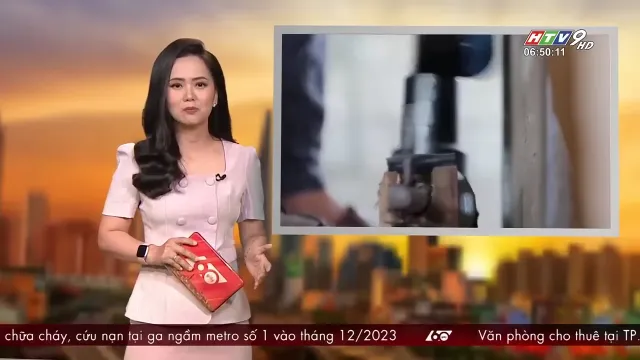 HTV9HD
06:50:11
chữa cháy, cứu nạn tại ga ngầm metro số 1 vào tháng 12/2023
Văn phòng cho thuê tại TP.